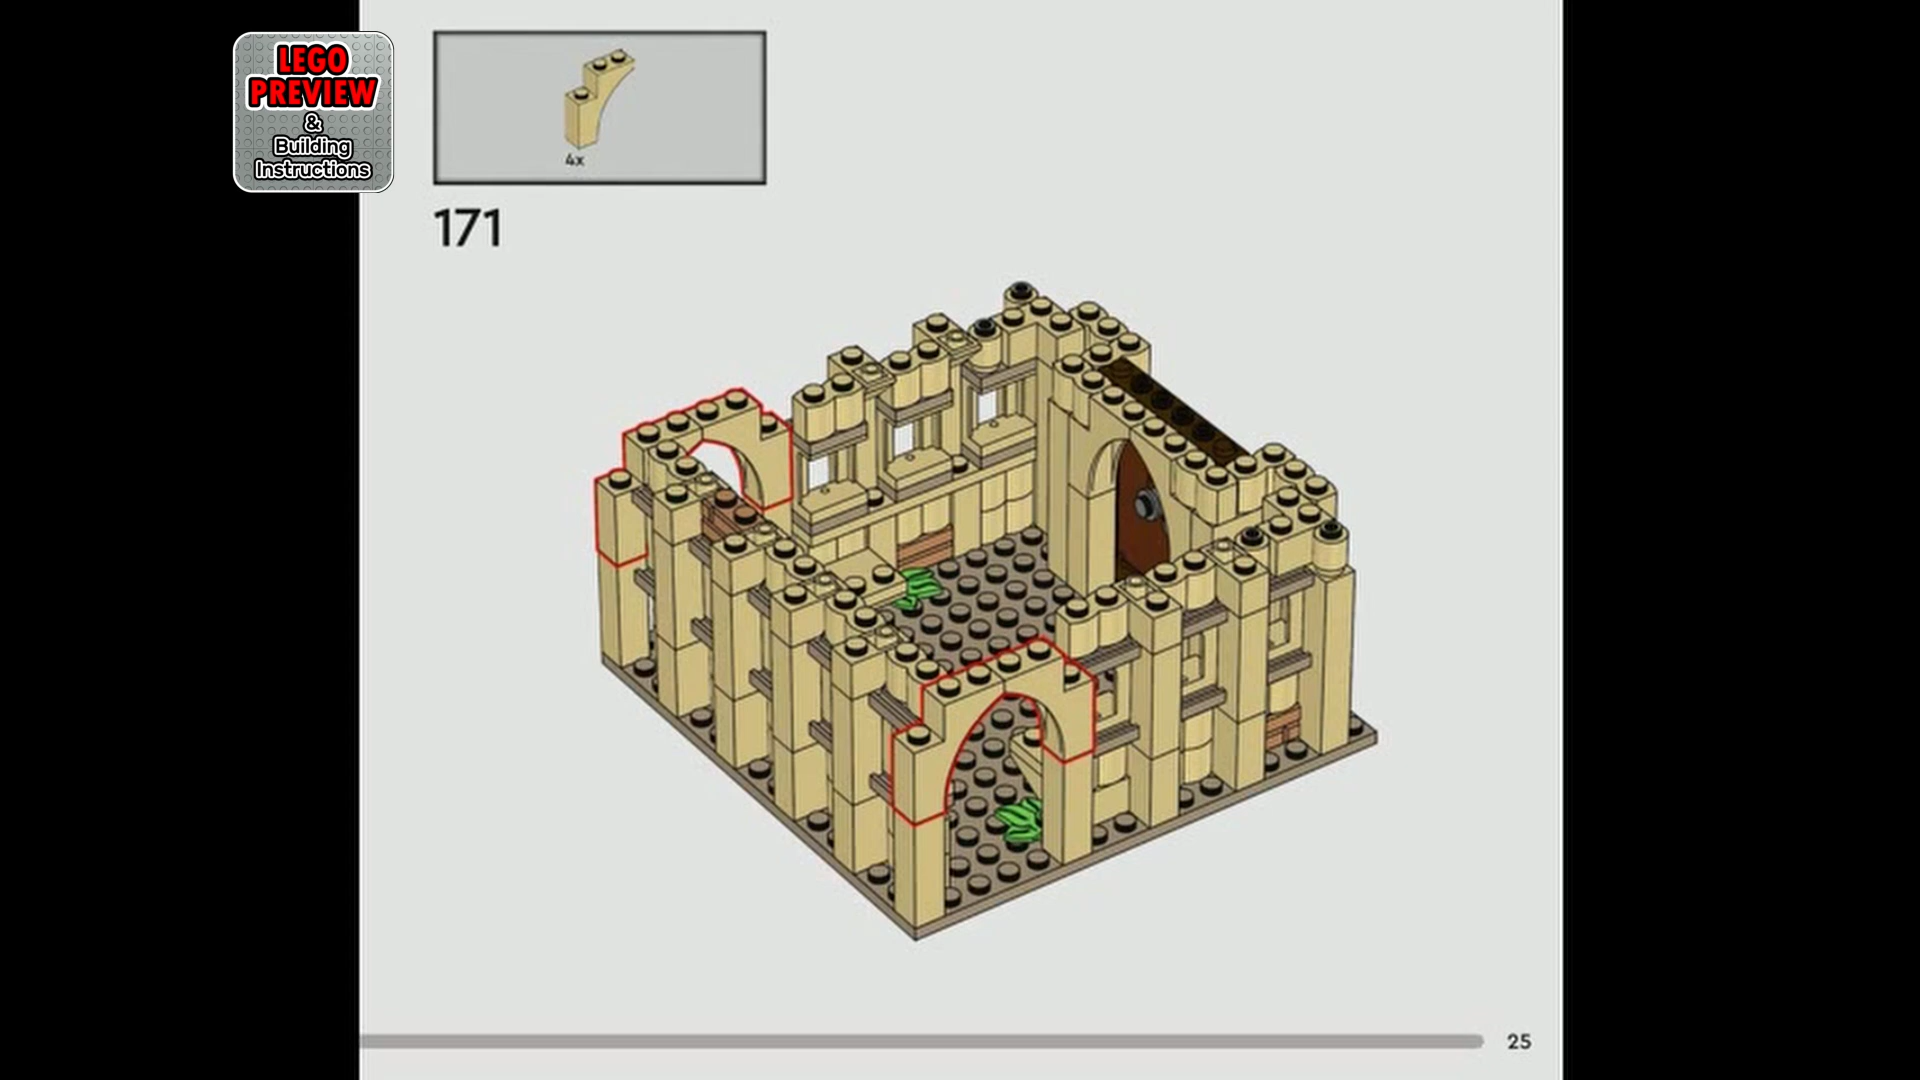 LEGO
PREVIEW
&
Building
Instructions
4x
171
25